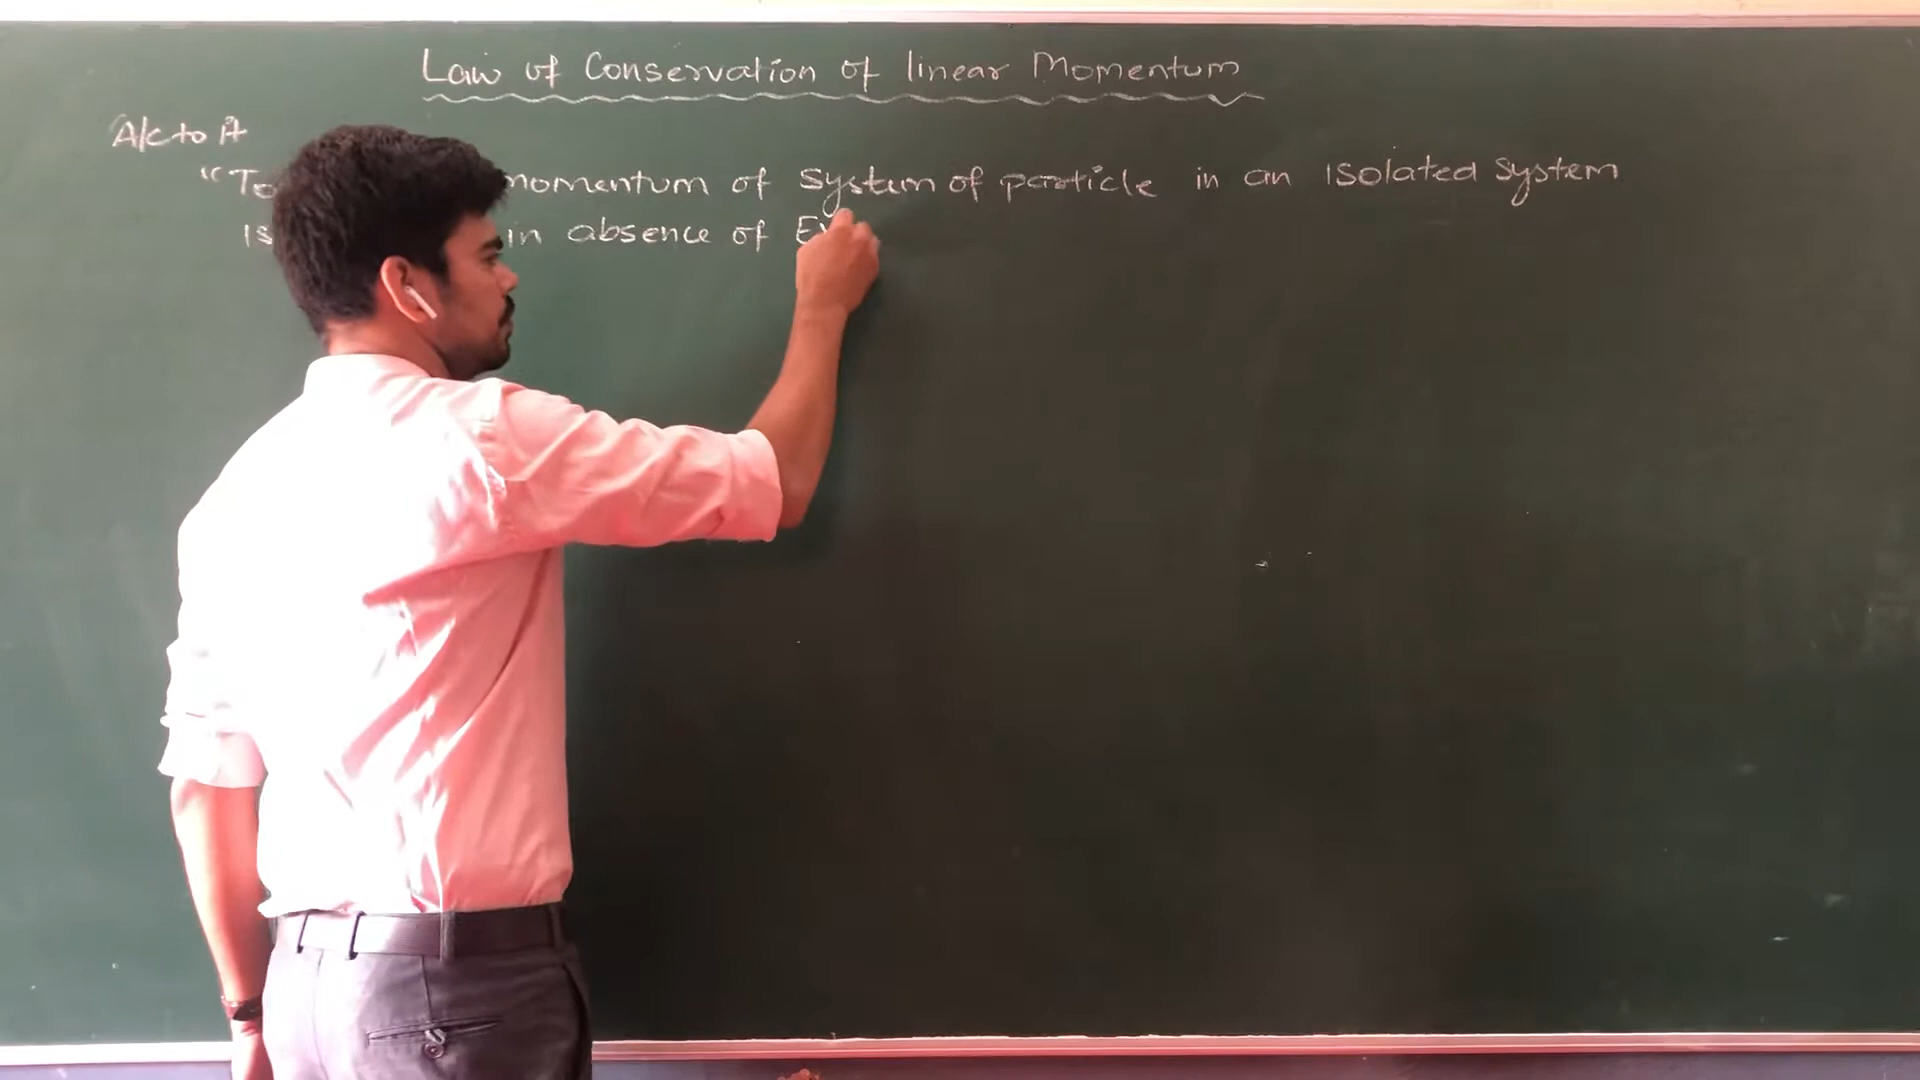 Law of Conservation of linear Momentum
A/c to it
"To momentum of system of particle in an isolated system
is in absence of